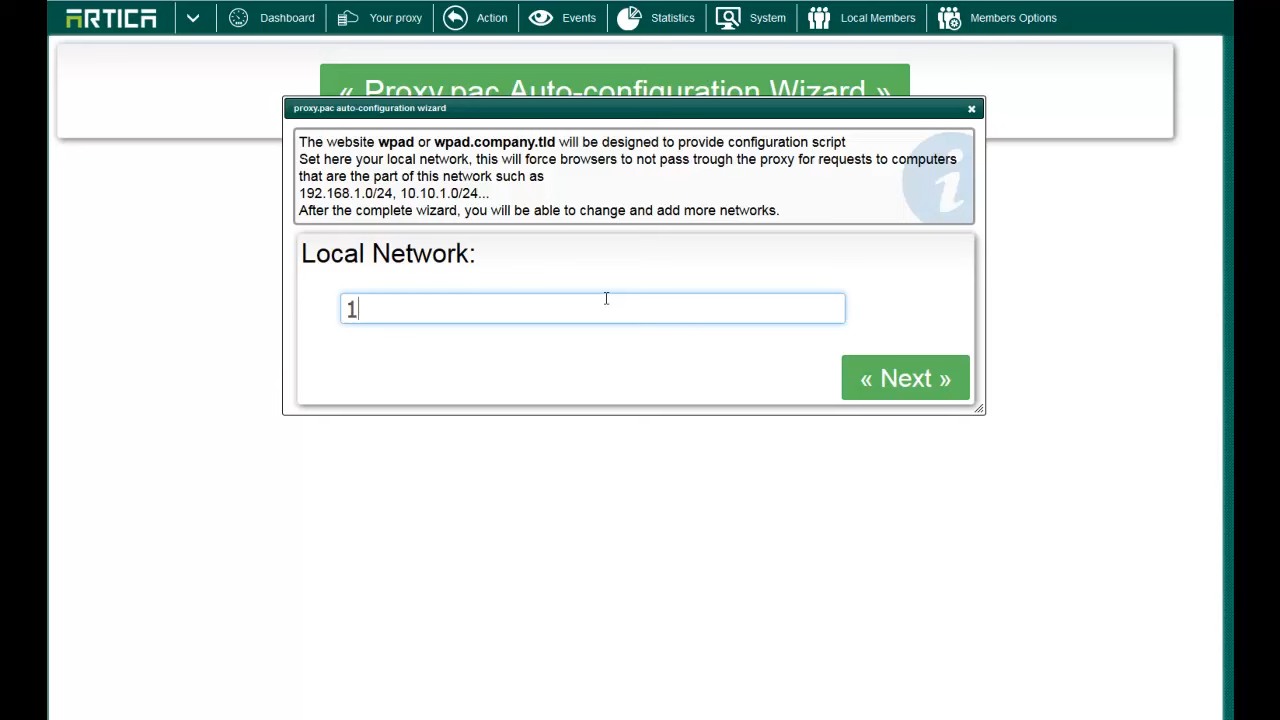 ARTICA Dashboard Your proxy Action Events Statistics System Local Members Members Options
« Proxy.pac Auto-configuration Wizard »
proxy.pac auto-configuration wizard
The website wpad or wpad.company.tld will be designed to provide configuration script
Set here your local network, this will force browsers to not pass trough the proxy for requests to computers
that are the part of this network such as
192.168.1.0/24, 10.10.1.0/24...
After the complete wizard, you will be able to change and add more networks.
Local Network:
1
« Next »